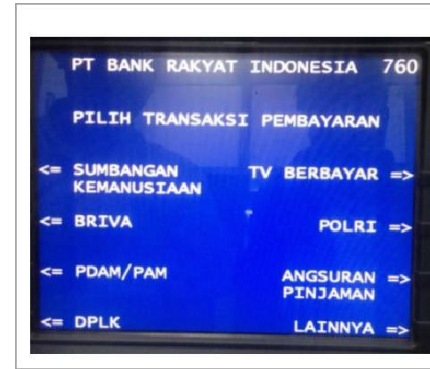 PT BANK RAKYAT INDONESIA 760
PILIH TRANSAKSI PEMBAYARAN
<= SUMBANGAN KEMANUSIAAN
TV BERBAYAR =>
<= BRIVA
POLRI =>
<= PDAM/PAM
ANGSURAN PINJAMAN =>
<= DPLK
LAINNYA =>